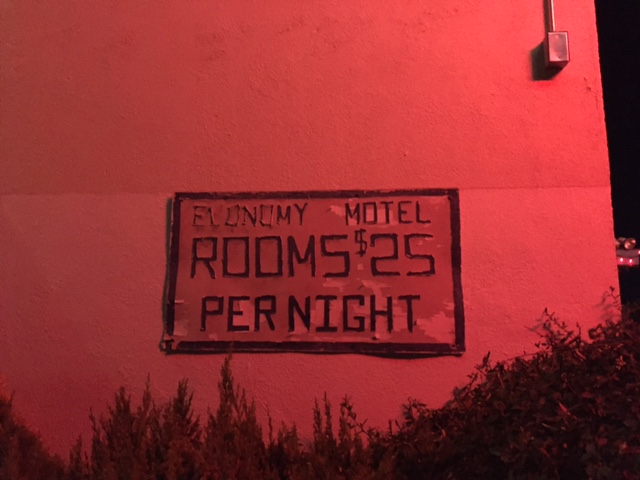 ECONOMY MOTEL
ROOMS $25
PER NIGHT